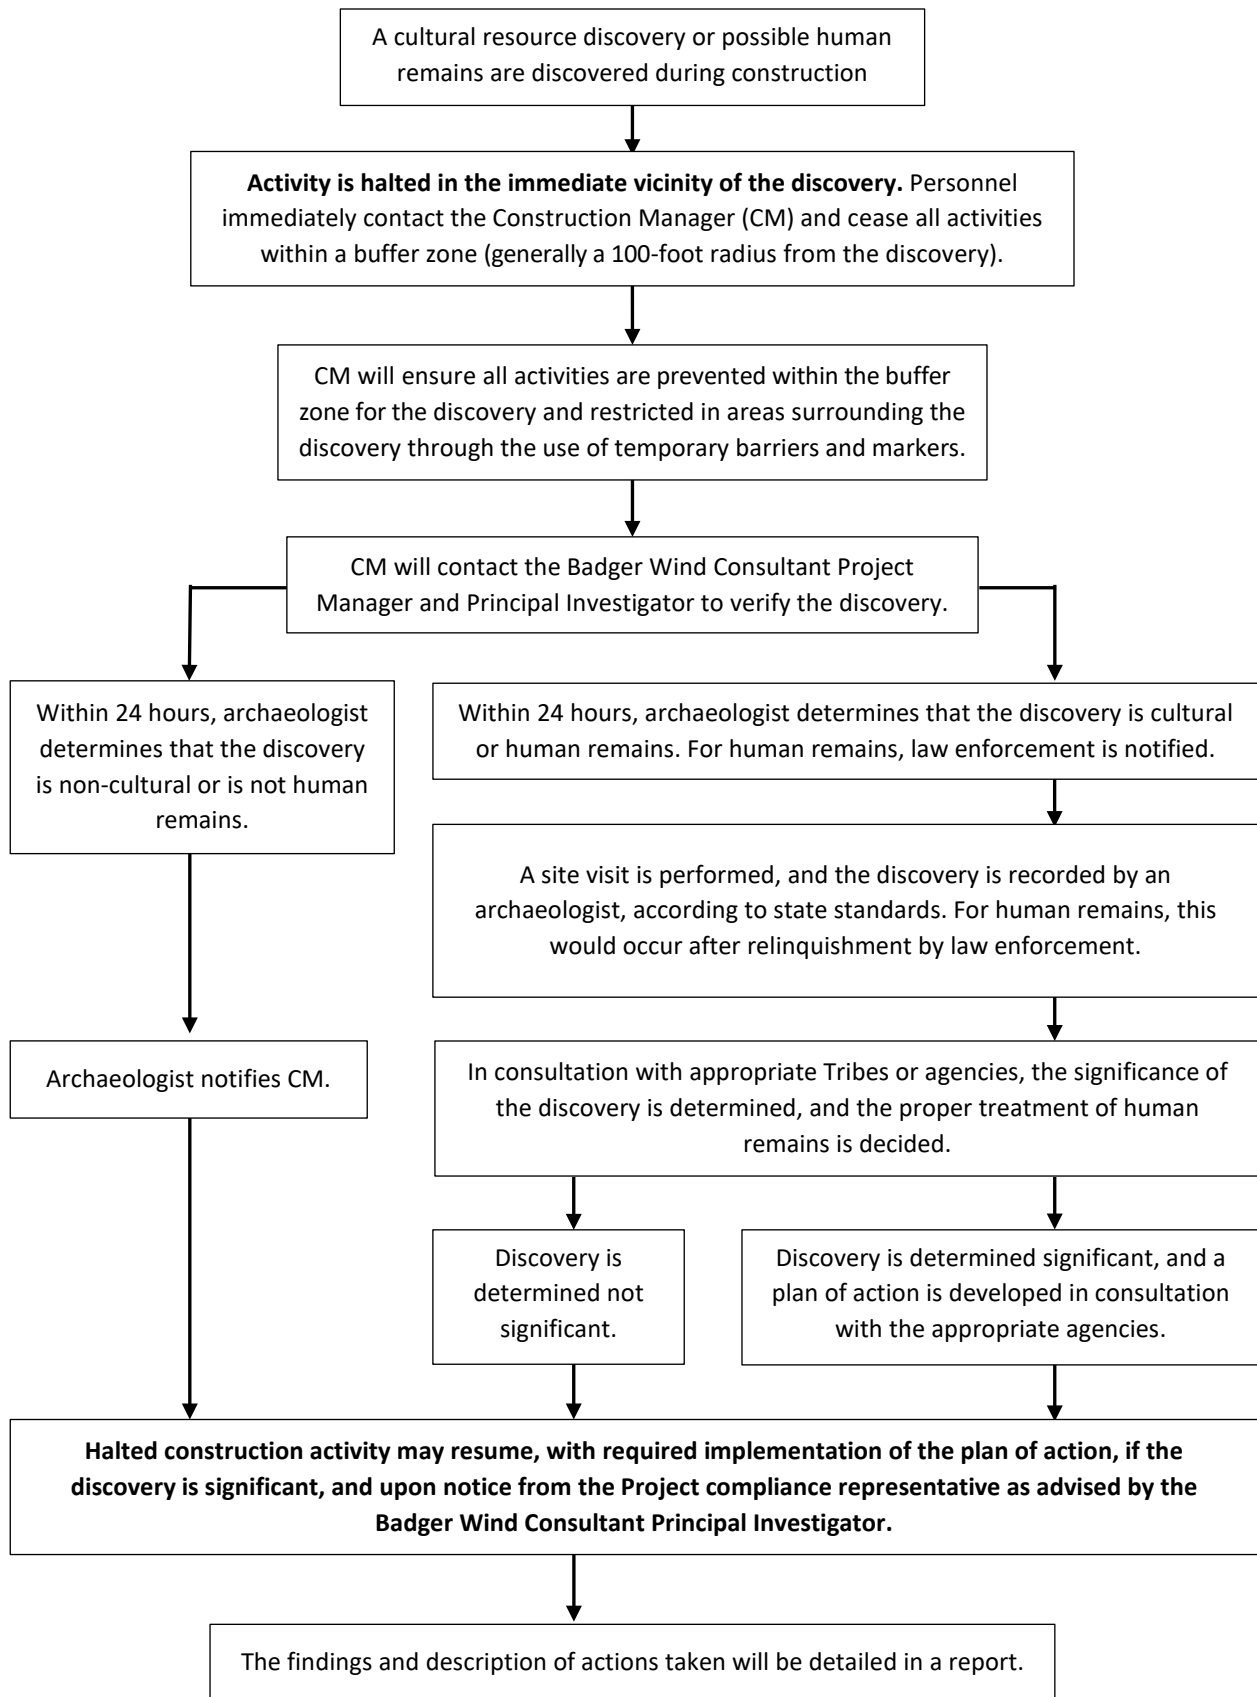 A cultural resource discovery or possible human
remains are discovered during construction
Activity is halted in the immediate vicinity of the discovery. Personnel
immediately contact the Construction Manager (CM) and cease all activities
within a buffer zone (generally a 100-foot radius from the discovery).
CM will ensure all activities are prevented within the buffer
zone for the discovery and restricted in areas surrounding the
discovery through the use of temporary barriers and markers.
CM will contact the Badger Wind Consultant Project
Manager and Principal Investigator to verify the discovery.
Within 24 hours, archaeologist
determines that the discovery
is non-cultural or is not human
remains.
Within 24 hours, archaeologist determines that the discovery is cultural
or human remains. For human remains, law enforcement is notified.
A site visit is performed, and the discovery is recorded by an
archaeologist, according to state standards. For human remains, this
would occur after relinquishment by law enforcement.
Archaeologist notifies CM.
In consultation with appropriate Tribes or agencies, the significance of
the discovery is determined, and the proper treatment of human
remains is decided.
Discovery is
determined not
significant.
Discovery is determined significant, and a
plan of action is developed in consultation
with the appropriate agencies.
Halted construction activity may resume, with required implementation of the plan of action, if the
discovery is significant, and upon notice from the Project compliance representative as advised by the
Badger Wind Consultant Principal Investigator.
The findings and description of actions taken will be detailed in a report.